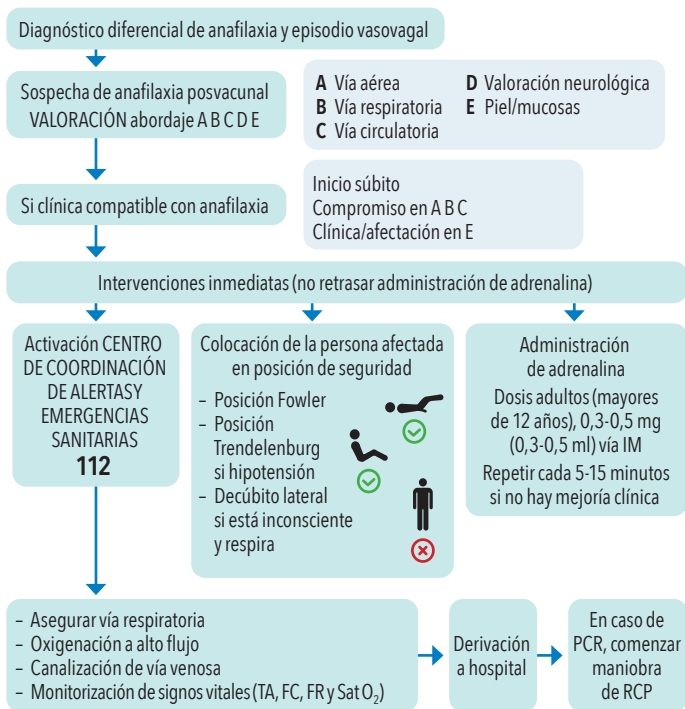 Diagnóstico diferencial de anafilaxia y episodio vasovagal
Sospecha de anafilaxia posvacunal
VALORACIÓN abordaje A B C D E
A Vía aérea
B Vía respiratoria
C Vía circulatoria
D Valoración neurológica
E Piel/mucosas
Si clínica compatible con anafilaxia
Inicio súbito
Compromiso en A B C
Clínica/afectación en E
Intervenciones inmediatas (no retrasar administración de adrenalina)
Activación CENTRO
DE COORDINACIÓN
DE ALERTASY
EMERGENCIAS
SANITARIAS
112
Colocación de la persona afectada
en posición de seguridad
– Posición Fowler
– Posición
Trendelenburg
si hipotensión
– Decúbito lateral
si está inconsciente
y respira
Administración
de adrenalina
Dosis adultos (mayores
de 12 años), 0,3-0,5 mg
(0,3-0,5 ml) vía IM
Repetir cada 5-15 minutos
si no hay mejoría clínica
– Asegurar vía respiratoria
– Oxigenación a alto flujo
– Canalización de vía venosa
– Monitorización de signos vitales (TA, FC, FR y Sat O₂)
Derivación
a hospital
En caso de
PCR, comenzar
maniobra
de RCP